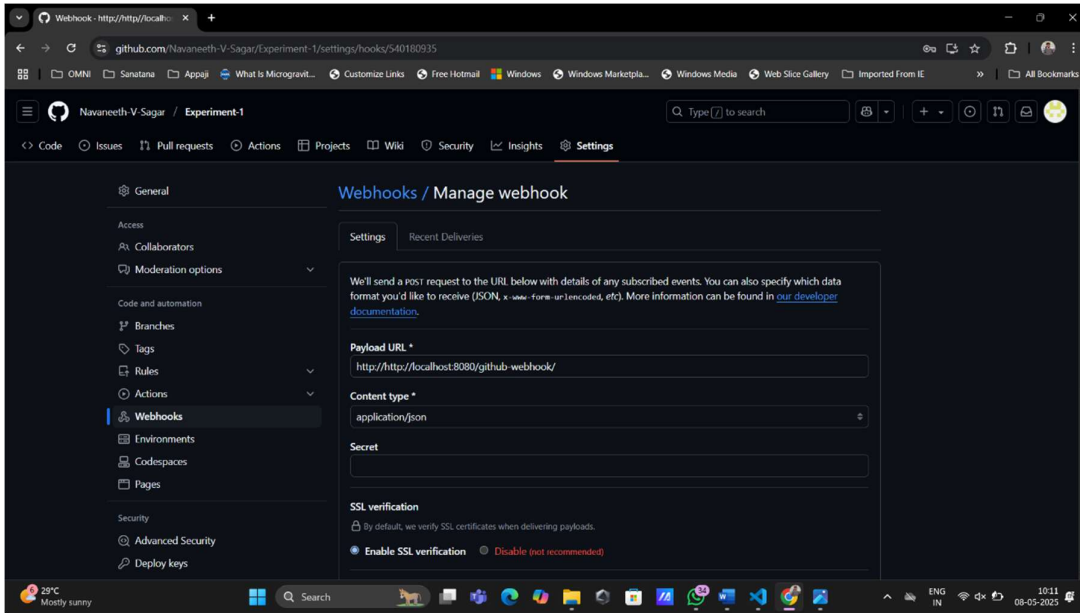 Webhook - http://http//localho
github.com/Navaneeth-V-Sagar/Experiment-1/settings/hooks/540180935
OMNI Sanatana Appaji What Is Microgravit... Customize Links Free Hotmail Windows Windows Marketpla... Windows Media Web Slice Gallery Imported From IE » All Bookmarks
Navaneeth-V-Sagar / Experiment-1 Type / to search
Code Issues Pull requests Actions Projects Wiki Security Insights Settings
General
Access
Collaborators
Moderation options
Code and automation
Branches
Tags
Rules
Actions
Webhooks
Environments
Codespaces
Pages
Security
Advanced Security
Deploy keys
Webhooks / Manage webhook
Settings Recent Deliveries
We'll send a POST request to the URL below with details of any subscribed events. You can also specify which data
format you'd like to receive (JSON, x-www-form-urlencoded, etc). More information can be found in our developer
documentation.
Payload URL *
http://http://localhost:8080/github-webhook/
Content type *
application/json
Secret
SSL verification
By default, we verify SSL certificates when delivering payloads.
Enable SSL verification Disable (not recommended)
6 29°C
Mostly sunny
Search
34
ENG
IN
10:11
08-05-2025